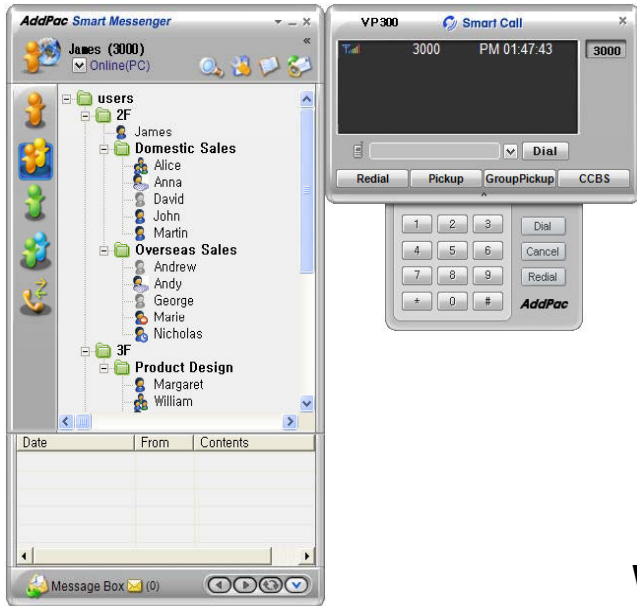 AddPac Smart Messenger
James (3000)
Online(PC)
users
2F
James
Domestic Sales
Alice
Anna
David
John
Martin
Overseas Sales
Andrew
Andy
George
Marie
Nicholas
3F
Product Design
Margaret
William
Date From Contents
Message Box (0)
VP300 Smart Call
3000 PM 01:47:43 3000
Dial
Redial Pickup GroupPickup CCBS
1 2 3 Dial
4 5 6 Cancel
7 8 9 Redial
* 0 # AddPac